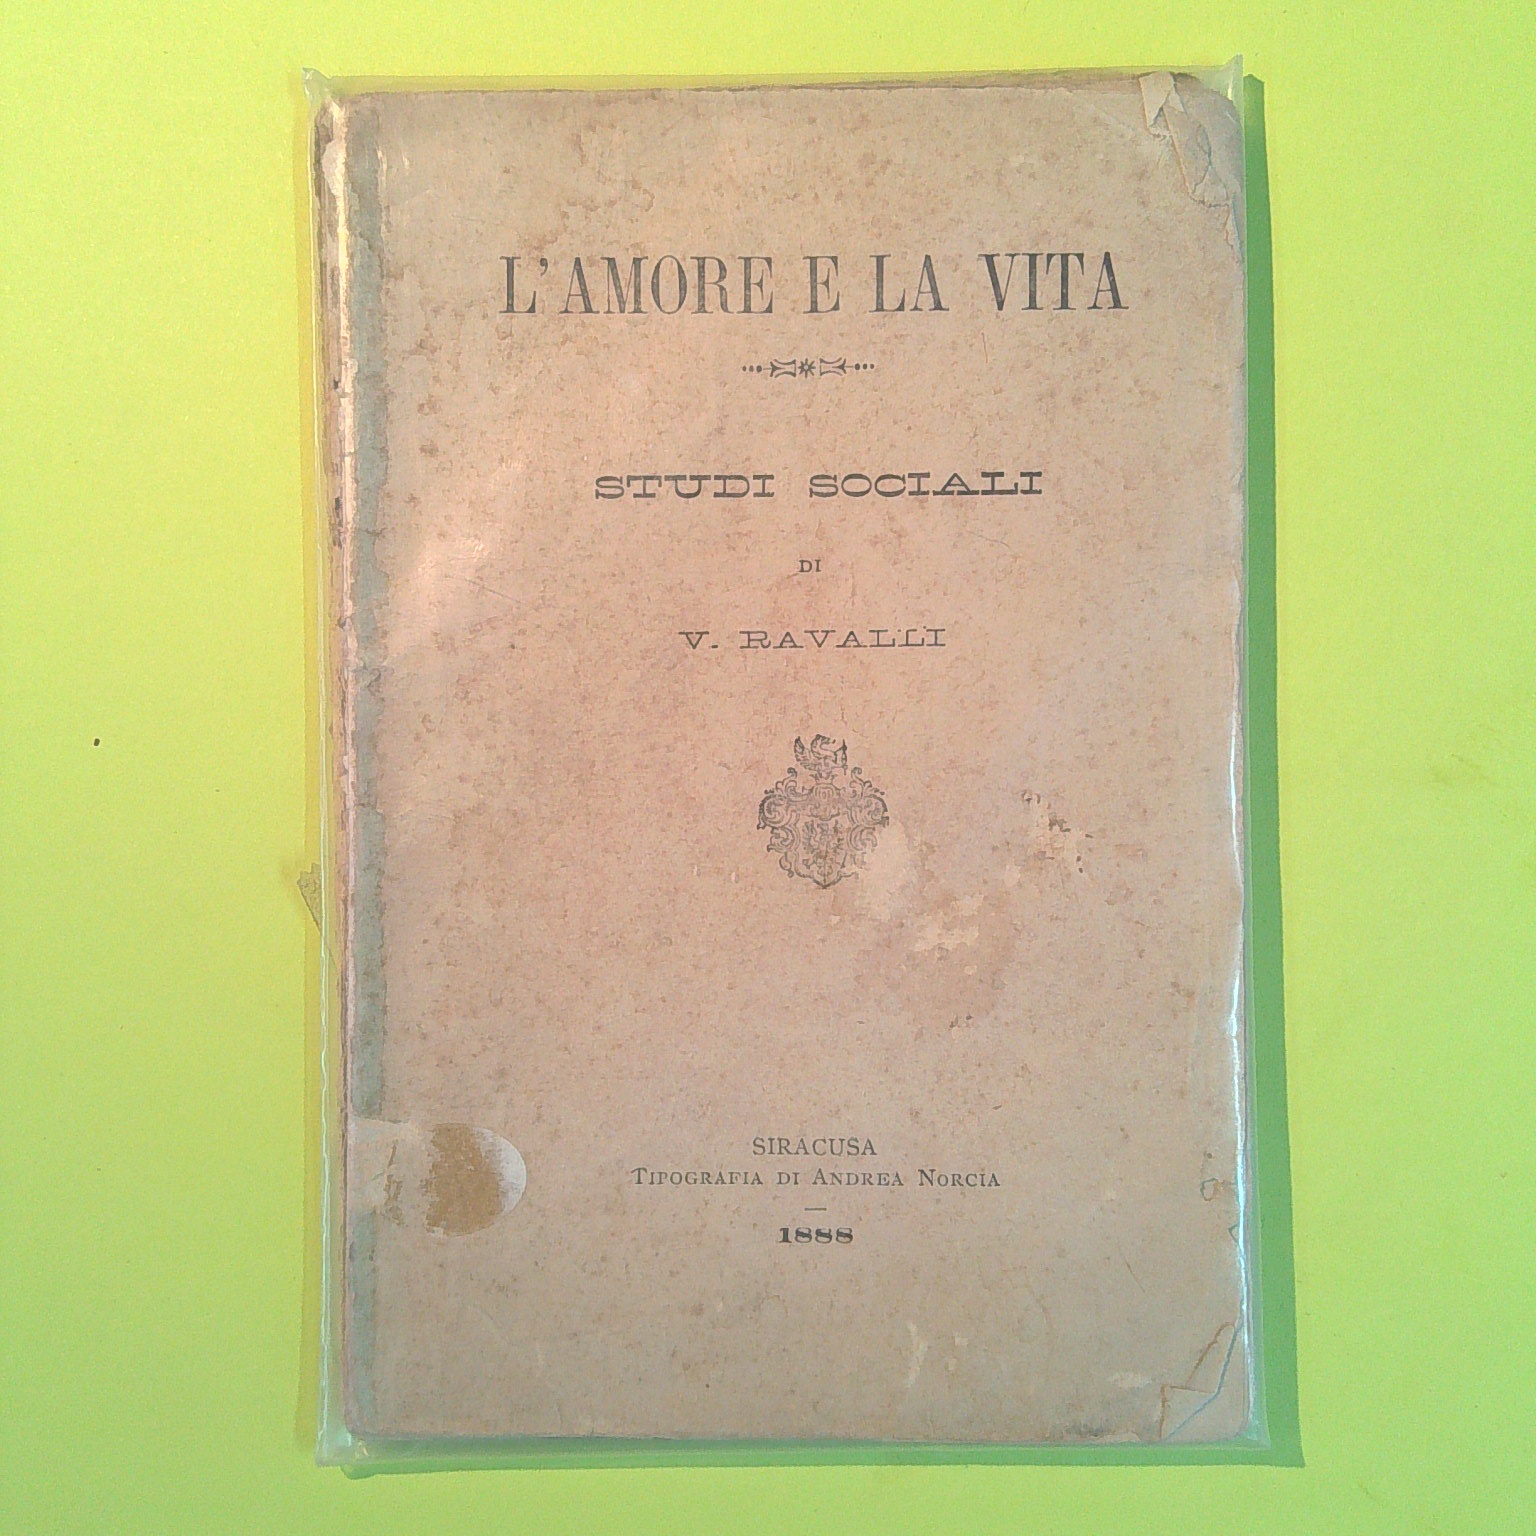 L'AMORE E LA VITA
STUDI SOCIALI
DI
V. RAVALLI
SIRACUSA
TIPOGRAFIA DI ANDREA NORCIA
1888